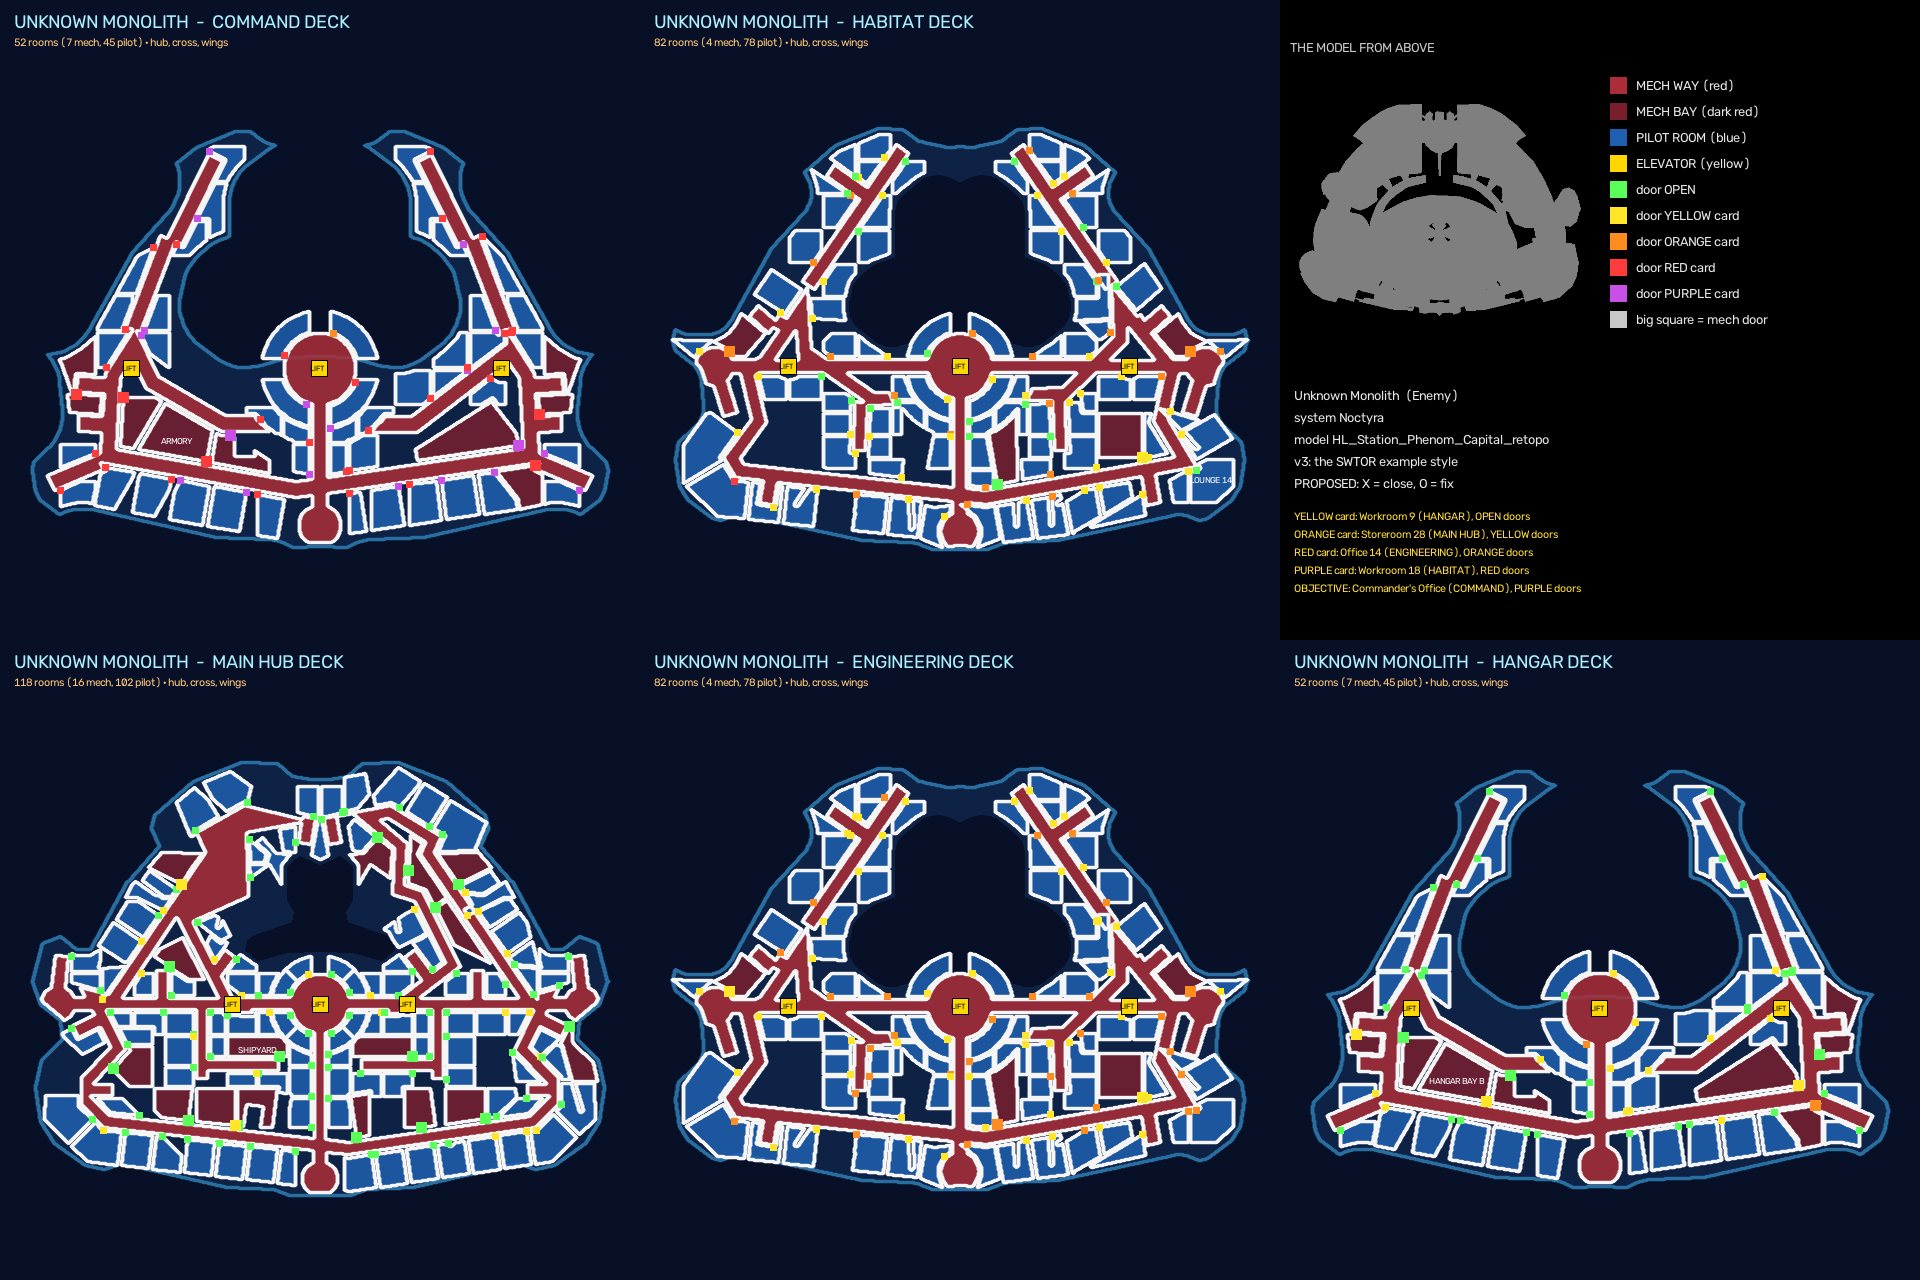 UNKNOWN MONOLITH - COMMAND DECK
52 rooms (7 mech, 45 pilot) • hub, cross, wings
LIFT
LIFT
LIFT
ARMORY
UNKNOWN MONOLITH - HABITAT DECK
82 rooms (4 mech, 78 pilot) • hub, cross, wings
LIFT
LIFT
LIFT
LOUNGE 14
THE MODEL FROM ABOVE
MECH WAY (red)
MECH BAY (dark red)
PILOT ROOM (blue)
ELEVATOR (yellow)
door OPEN
door YELLOW card
door ORANGE card
door RED card
door PURPLE card
big square = mech door
Unknown Monolith (Enemy)
system Noctyra
model HL_Station_Phenom_Capital_retopo
v3: the SWTOR example style
PROPOSED: X = close, O = fix
YELLOW card: Workroom 9 (HANGAR), OPEN doors
ORANGE card: Storeroom 28 (MAIN HUB), YELLOW doors
RED card: Office 14 (ENGINEERING), ORANGE doors
PURPLE card: Workroom 18 (HABITAT), RED doors
OBJECTIVE: Commander's Office (COMMAND), PURPLE doors
UNKNOWN MONOLITH - MAIN HUB DECK
118 rooms (16 mech, 102 pilot) • hub, cross, wings
LIFT
LIFT
LIFT
SHIPYARD
UNKNOWN MONOLITH - ENGINEERING DECK
82 rooms (4 mech, 78 pilot) • hub, cross, wings
LIFT
LIFT
LIFT
UNKNOWN MONOLITH - HANGAR DECK
52 rooms (7 mech, 45 pilot) • hub, cross, wings
LIFT
LIFT
LIFT
HANGAR BAY B